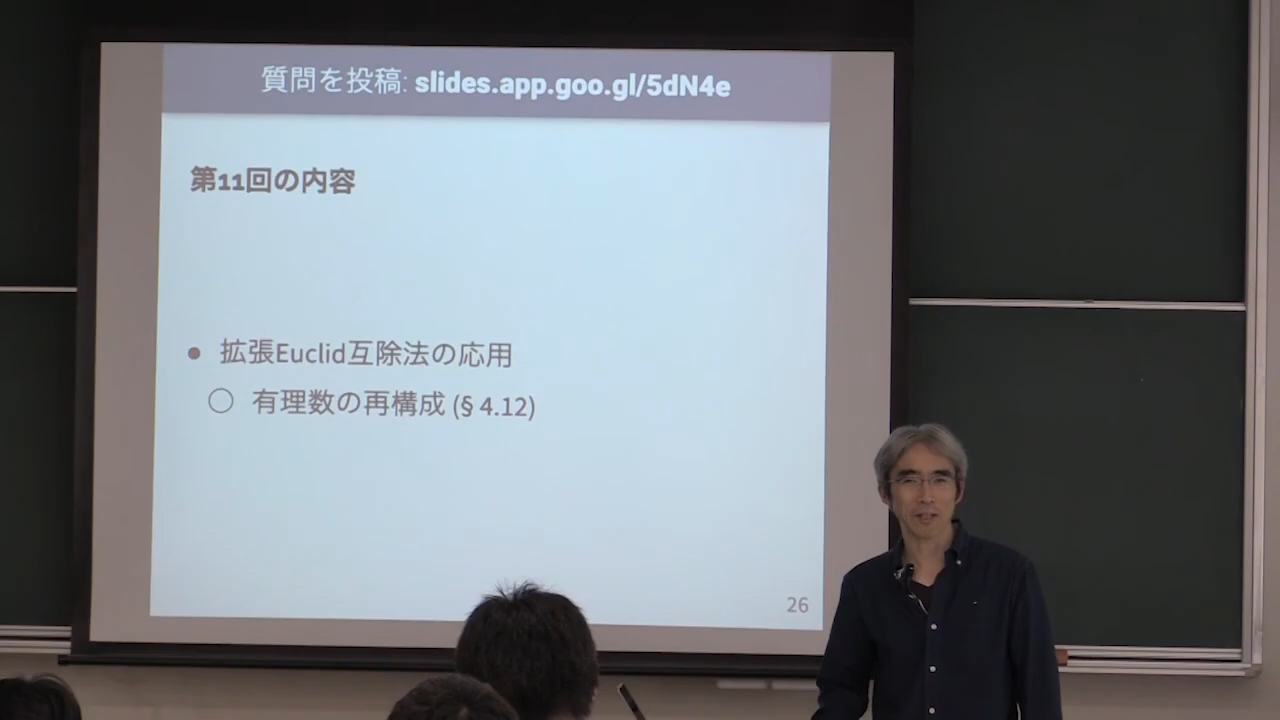 質問を投稿: slides.app.goo.gl/5dN4e
第11回の内容
● 拡張Euclid互除法の応用
○ 有理数の再構成 (§ 4.12)
26